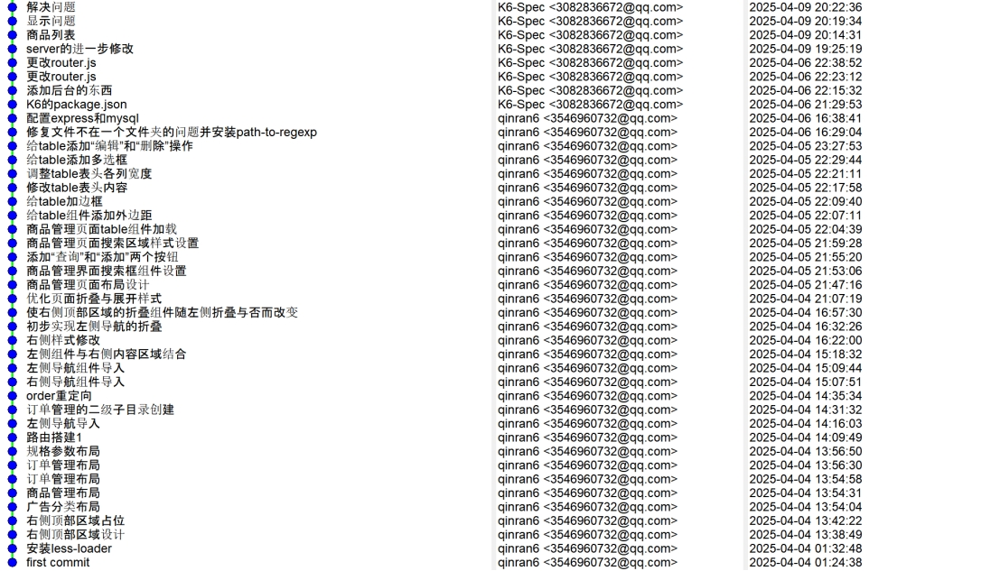 解决问题 K6-Spec <3082836672@qq.com> 2025-04-09 20:22:36
显示问题 K6-Spec <3082836672@qq.com> 2025-04-09 20:19:34
商品列表 K6-Spec <3082836672@qq.com> 2025-04-09 20:14:31
server的进一步修改 K6-Spec <3082836672@qq.com> 2025-04-09 19:25:19
更改router.js K6-Spec <3082836672@qq.com> 2025-04-06 22:38:52
更改router.js K6-Spec <3082836672@qq.com> 2025-04-06 22:23:12
添加后台的东西 K6-Spec <3082836672@qq.com> 2025-04-06 22:15:32
K6的package.json K6-Spec <3082836672@qq.com> 2025-04-06 21:29:53
配置express和mysql qinran6 <3546960732@qq.com> 2025-04-06 16:38:41
修复文件不在一个文件夹的问题并安装path-to-regexp qinran6 <3546960732@qq.com> 2025-04-06 16:29:04
给table添加“编辑”和“删除”操作 qinran6 <3546960732@qq.com> 2025-04-05 23:27:53
给table添加多选框 qinran6 <3546960732@qq.com> 2025-04-05 22:29:44
调整table表头各列宽度 qinran6 <3546960732@qq.com> 2025-04-05 22:21:11
修改table表头内容 qinran6 <3546960732@qq.com> 2025-04-05 22:17:58
给table加边框 qinran6 <3546960732@qq.com> 2025-04-05 22:09:40
给table组件添加外边距 qinran6 <3546960732@qq.com> 2025-04-05 22:07:11
商品管理页面table组件加载 qinran6 <3546960732@qq.com> 2025-04-05 22:04:39
商品管理页面搜索区域样式设置 qinran6 <3546960732@qq.com> 2025-04-05 21:59:28
添加“查询”和“添加”两个按钮 qinran6 <3546960732@qq.com> 2025-04-05 21:55:20
商品管理界面搜索框组件设置 qinran6 <3546960732@qq.com> 2025-04-05 21:53:06
商品管理页面布局设计 qinran6 <3546960732@qq.com> 2025-04-05 21:47:16
优化页面折叠与展开样式 qinran6 <3546960732@qq.com> 2025-04-04 21:07:19
使右侧顶部区域的折叠组件随左侧折叠与否而改变 qinran6 <3546960732@qq.com> 2025-04-04 16:57:30
初步实现左侧导航的折叠 qinran6 <3546960732@qq.com> 2025-04-04 16:32:26
右侧样式修改 qinran6 <3546960732@qq.com> 2025-04-04 16:22:00
左侧组件与右侧内容区域结合 qinran6 <3546960732@qq.com> 2025-04-04 15:18:32
左侧导航组件导入 qinran6 <3546960732@qq.com> 2025-04-04 15:09:44
右侧导航组件导入 qinran6 <3546960732@qq.com> 2025-04-04 15:07:51
order重定向 qinran6 <3546960732@qq.com> 2025-04-04 14:35:34
订单管理的二级子目录创建 qinran6 <3546960732@qq.com> 2025-04-04 14:31:32
左侧导航导入 qinran6 <3546960732@qq.com> 2025-04-04 14:16:03
路由搭建1 qinran6 <3546960732@qq.com> 2025-04-04 14:09:49
规格参数布局 qinran6 <3546960732@qq.com> 2025-04-04 13:56:50
订单管理布局 qinran6 <3546960732@qq.com> 2025-04-04 13:56:30
订单管理布局 qinran6 <3546960732@qq.com> 2025-04-04 13:54:58
商品管理布局 qinran6 <3546960732@qq.com> 2025-04-04 13:54:31
广告分类布局 qinran6 <3546960732@qq.com> 2025-04-04 13:54:04
右侧顶部区域占位 qinran6 <3546960732@qq.com> 2025-04-04 13:42:22
右侧顶部区域设计 qinran6 <3546960732@qq.com> 2025-04-04 13:38:49
安装less-loader qinran6 <3546960732@qq.com> 2025-04-04 01:32:48
first commit qinran6 <3546960732@qq.com> 2025-04-04 01:24:38